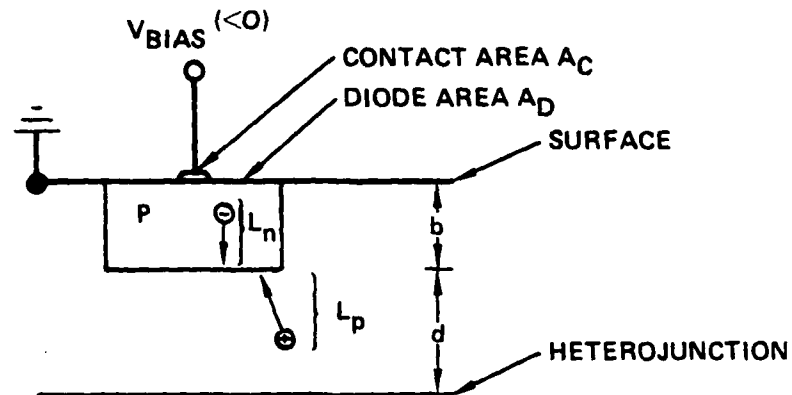 V_BIAS (<0)
CONTACT AREA A_C
DIODE AREA A_D
SURFACE
P
⊖
L_n
b
L_p
⊕
d
HETEROJUNCTION